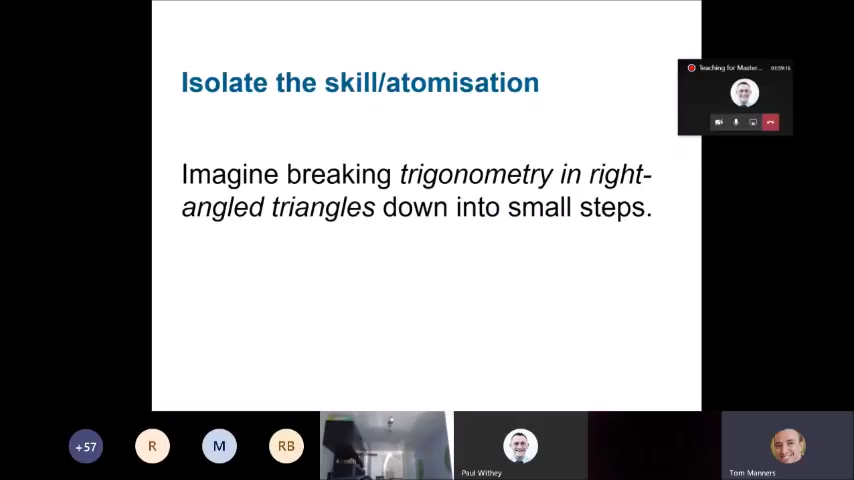 Isolate the skill/atomisation
Teaching for Master... 01:59:16
Imagine breaking trigonometry in right-
angled triangles down into small steps.
+57
R
M
RB
Paul Withey
Tom Manners